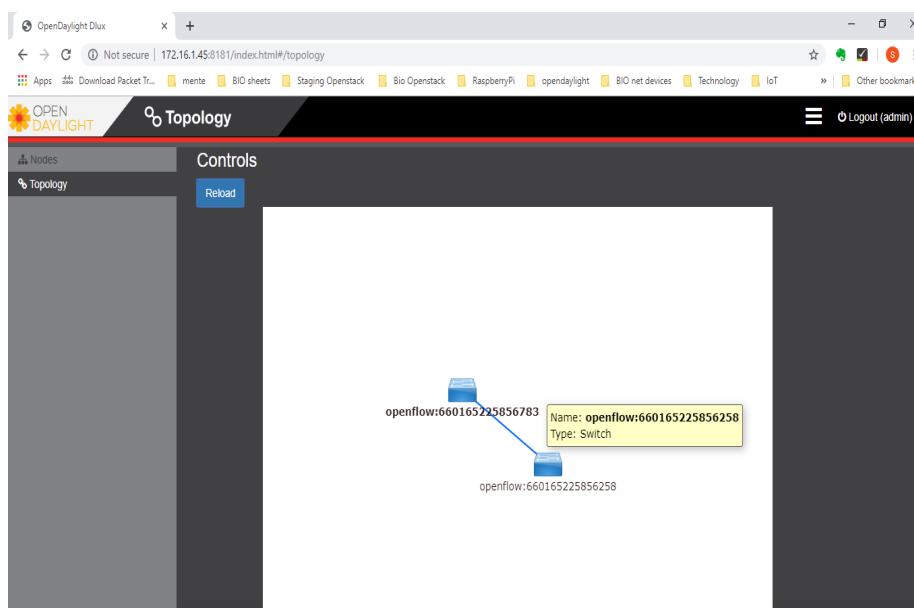 OpenDaylight Dlux
Not secure | 172.16.1.45:8181/index.html#/topology
Apps Download Packet Tr... mente BIO sheets Staging Openstack Bio Openstack RaspberryPi opendaylight BIO net devices Technology IoT » Other bookmark
OPEN
DAYLIGHT
Topology
Logout (admin)
Nodes
Topology
Controls
Reload
openflow:660165225856783
Name: openflow:660165225856258
Type: Switch
openflow:660165225856258